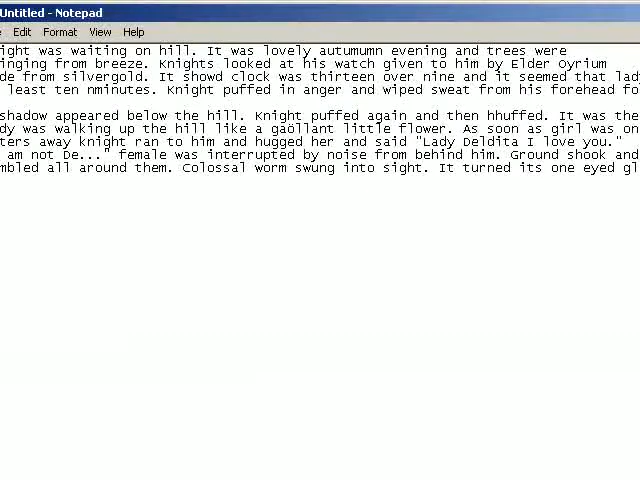 Untitled - Notepad
Edit Format View Help
ight was waiting on hill. It was lovely autumumn evening and trees were
inging from breeze. Knights looked at his watch given to him by Elder Oyrium
de from silvergold. It showd clock was thirteen over nine and it seemed that lady
least ten nminutes. Knight puffed in anger and wiped sweat from his forehead fo
shadow appeared below the hill. Knight puffed again and then hhuffed. It was the
dy was walking up the hill like a gaöllant little flower. As soon as girl was on
ters away knight ran to him and hugged her and said "Lady Deldita I love you."
am not De..." female was interrupted by noise from behind him. Ground shook and
mbled all around them. Colossal worm swung into sight. It turned its one eyed gl